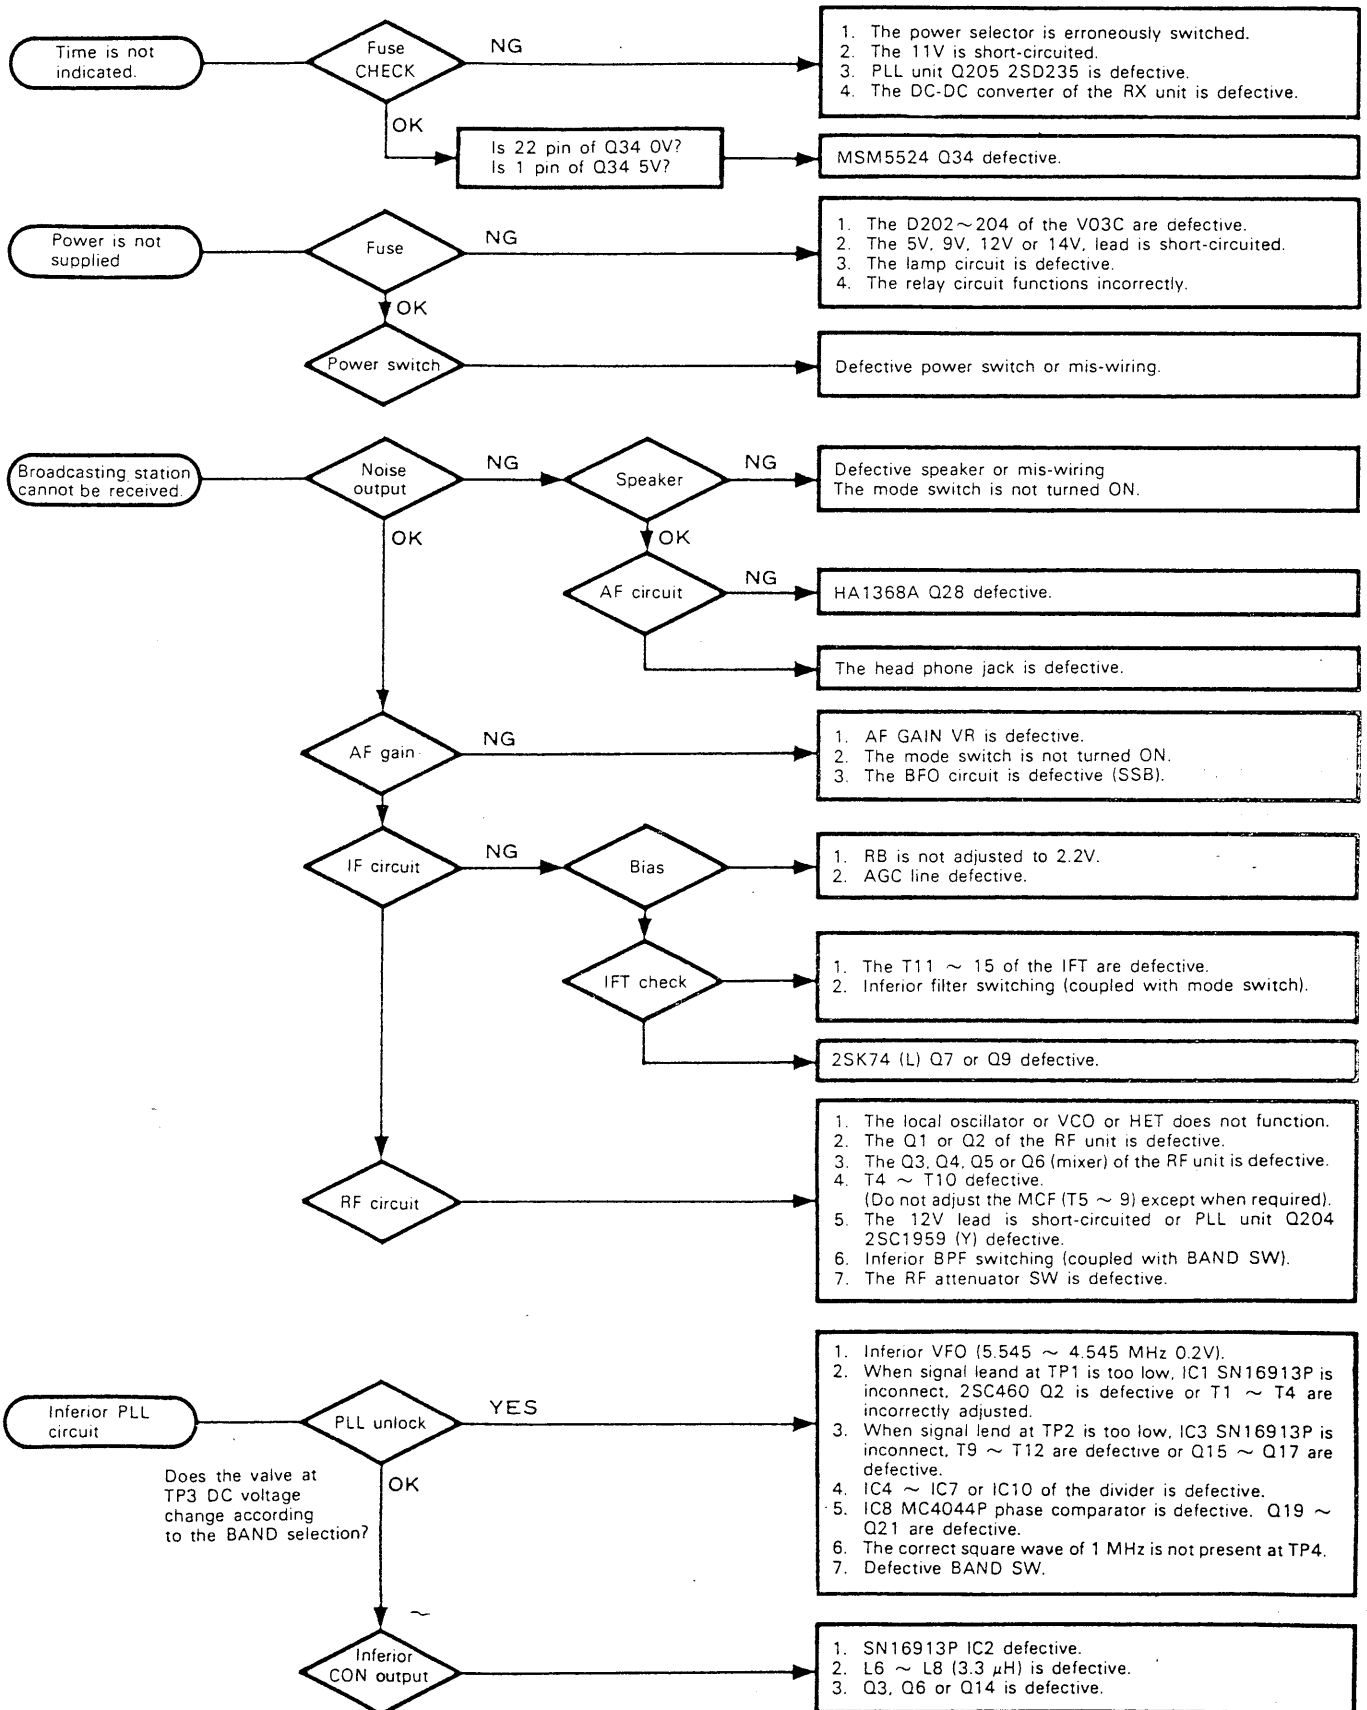 Time is not
indicated.
Fuse
CHECK
NG
1. The power selector is erroneously switched.
2. The 11V is short-circuited.
3. PLL unit Q205 2SD235 is defective.
4. The DC-DC converter of the RX unit is defective.
OK
Is 22 pin of Q34 0V?
Is 1 pin of Q34 5V?
MSM5524 Q34 defective.
Power is not
supplied
Fuse
NG
1. The D202~204 of the V03C are defective.
2. The 5V, 9V, 12V or 14V, lead is short-circuited.
3. The lamp circuit is defective.
4. The relay circuit functions incorrectly.
OK
Power switch
Defective power switch or mis-wiring.
Broadcasting station
cannot be received.
Noise
output
NG
Speaker
NG
Defective speaker or mis-wiring
The mode switch is not turned ON.
OK
OK
AF circuit
NG
HA1368A Q28 defective.
The head phone jack is defective.
AF gain
NG
1. AF GAIN VR is defective.
2. The mode switch is not turned ON.
3. The BFO circuit is defective (SSB).
IF circuit
NG
Bias
1. RB is not adjusted to 2.2V.
2. AGC line defective.
IFT check
1. The T11 ~ 15 of the IFT are defective.
2. Inferior filter switching (coupled with mode switch).
2SK74 (L) Q7 or Q9 defective.
RF circuit
1. The local oscillator or VCO or HET does not function.
2. The Q1 or Q2 of the RF unit is defective.
3. The Q3, Q4, Q5 or Q6 (mixer) of the RF unit is defective.
4. T4 ~ T10 defective.
(Do not adjust the MCF (T5 ~ 9) except when required).
5. The 12V lead is short-circuited or PLL unit Q204
2SC1959 (Y) defective.
6. Inferior BPF switching (coupled with BAND SW).
7. The RF attenuator SW is defective.
Inferior PLL
circuit
PLL unlock
YES
1. Inferior VFO (5.545 ~ 4.545 MHz 0.2V).
2. When signal leand at TP1 is too low, IC1 SN16913P is
inconnect, 2SC460 Q2 is defective or T1 ~ T4 are
incorrectly adjusted.
3. When signal lend at TP2 is too low, IC3 SN16913P is
inconnect, T9 ~ T12 are defective or Q15 ~ Q17 are
defective.
4. IC4 ~ IC7 or IC10 of the divider is defective.
5. IC8 MC4044P phase comparator is defective. Q19 ~
Q21 are defective.
6. The correct square wave of 1 MHz is not present at TP4.
7. Defective BAND SW.
Does the valve at
TP3 DC voltage
change according
to the BAND selection?
OK
Inferior
CON output
1. SN16913P IC2 defective.
2. L6 ~ L8 (3.3 μH) is defective.
3. Q3, Q6 or Q14 is defective.